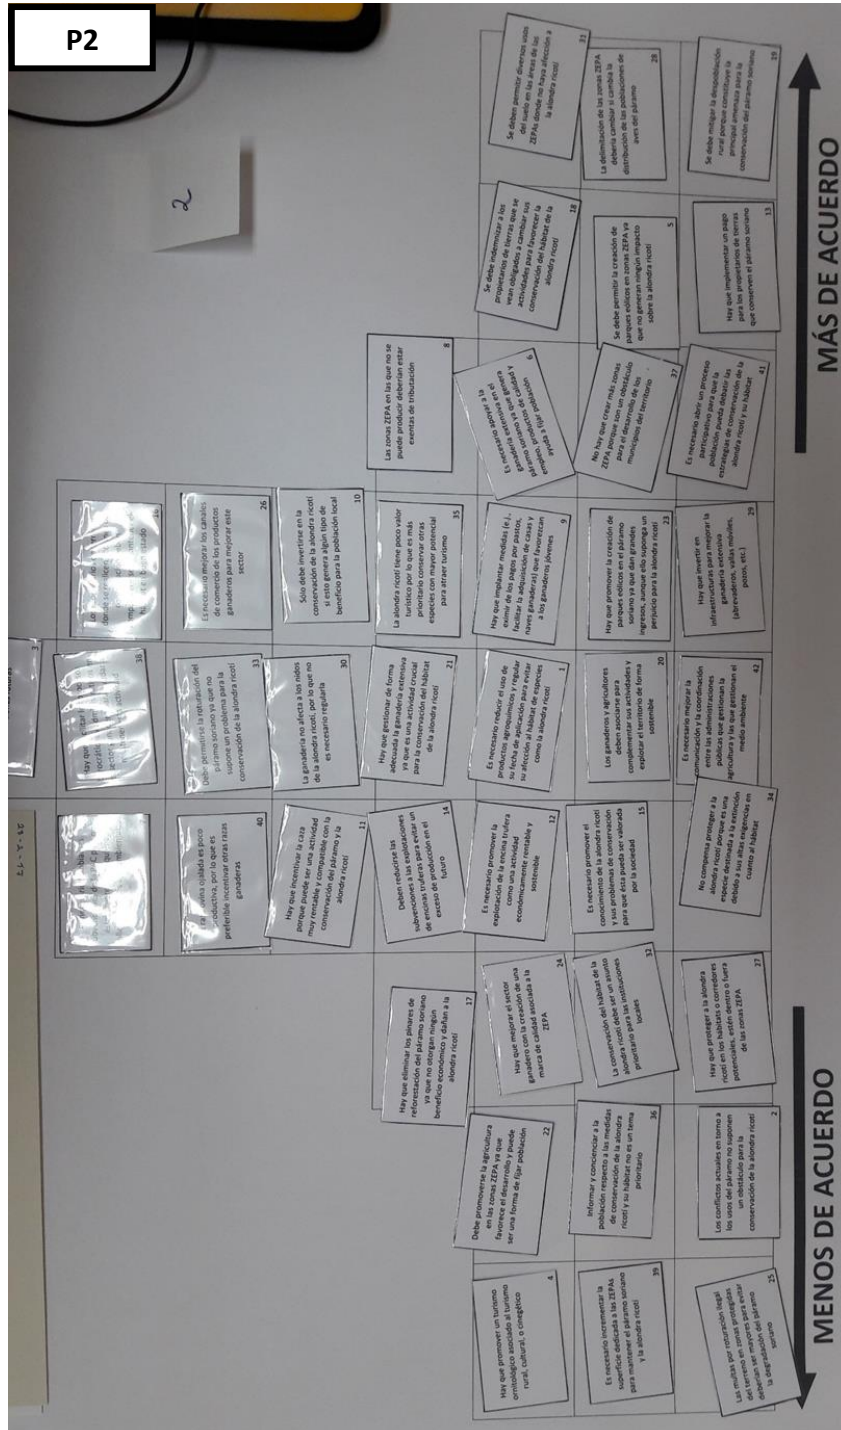 P2
2
3
38
16
productiva, por lo que es
preferible incentivar otras razas
ganaderas
40
Debe permitirse la roturación del
páramo soriano ya que no
supone un problema para la
conservación de la alondra ricotí
33
Es necesario mejorar los canales
de comercio de los productos
ganaderos para mejorar este
sector
26
Hay que incentivar la caza
porque puede ser una actividad
muy rentable y compatible con la
conservación del páramo y la
alondra ricotí
11
La ganadería no afecta a los nidos
de la alondra ricotí, por lo que no
es necesario regularla
30
Sólo debe invertirse en la
conservación de la alondra ricotí
si esto genera algún tipo de
beneficio para la población local
10
Hay que eliminar los pinares de
reforestación del páramo soriano
ya que no otorgan ningún
beneficio económico y dañan a la
alondra ricotí
17
Deben reducirse las
subvenciones a las explotaciones
de encinas truferas para evitar un
exceso de producción en el
futuro
14
Hay que gestionar de forma
adecuada la ganadería extensiva
ya que es una actividad crucial
para la conservación del hábitat
de la alondra ricotí
21
La alondra ricotí tiene poco valor
turístico por lo que es más
prioritario conservar otras
especies con mayor potencial
para atraer turismo
35
Las zonas ZEPA en las que no se
puede producir deberían estar
exentas de tributación
8
Hay que promover un turismo
ornitológico asociado al turismo
rural, cultural, o cinegético
4
Debe promoverse la agricultura
en las zonas ZEPA ya que
favorece el desarrollo y puede
ser una forma de fijar población
22
Hay que mejorar el sector
ganadero con la creación de una
marca de calidad asociada a la
ZEPA
24
Es necesario promover la
explotación de la encina trufera
como una actividad
económicamente rentable y
sostenible
12
Es necesario reducir el uso de
productos agroquímicos y regular
su fecha de aplicación para evitar
su afección al hábitat de especies
como la alondra ricotí
1
Hay que implantar medidas (e.j.,
eximir de los pagos por pastos,
facilitar la adquisición de casas y
naves ganaderas) que favorezcan
a los ganaderos jóvenes
9
Es necesario apoyar a la
ganadería extensiva en el
páramo soriano ya que genera
empleo, productos de calidad y
ayuda a fijar población
6
Se debe indemnizar a los
propietarios de tierras que se
vean obligados a cambiar sus
actividades para favorecer la
conservación del hábitat de la
alondra ricotí
18
Se deben permitir diversos usos
del suelo en las áreas de las
ZEPAs donde no haya afección a
la alondra ricotí
31
Es necesario incrementar la
superficie dedicada a las ZEPAs
para mantener el páramo soriano
y la alondra ricotí
39
Informar y concienciar a la
población respecto a las medidas
de conservación de la alondra
ricotí y su hábitat no es un tema
prioritario
36
La conservación del hábitat de la
alondra ricotí debe ser un asunto
prioritario para las instituciones
locales
32
Es necesario promover el
conocimiento de la alondra ricotí
y sus problemas de conservación
para que ésta pueda ser valorada
por la sociedad
15
Los ganaderos y agricultores
deben asociarse para
complementar sus actividades y
explotar el territorio de forma
sostenible
20
Hay que promover la creación de
parques eólicos en el páramo
soriano ya que dan grandes
ingresos, aunque ello suponga un
perjuicio para la alondra ricotí
23
No hay que crear más zonas
ZEPA porque son un obstáculo
para el desarrollo de los
municipios del territorio
37
Se debe permitir la creación de
parques eólicos en zonas ZEPA ya
que no generan ningún impacto
sobre la alondra ricotí
5
La delimitación de las zonas ZEPA
debería cambiar si cambia la
distribución de las poblaciones de
aves del páramo
28
Las multas por roturación ilegal
del terreno en zonas protegidas
deberían ser mayores para evitar
la degradación del páramo
soriano
25
Los conflictos actuales en torno a
los usos del páramo no suponen
un obstáculo para la
conservación de la alondra ricotí
2
Hay que proteger a la alondra
ricotí en los hábitats o corredores
potenciales, estén dentro o fuera
de las zonas ZEPA
27
No compensa proteger a la
alondra ricotí porque es una
especie destinada a la extinción
debido a sus altas exigencias en
cuanto al hábitat
34
Es necesario mejorar la
comunicación y la coordinación
entre las administraciones
públicas que gestionan la
agricultura y las que gestionan el
medio ambiente
42
Hay que invertir en
infraestructuras para mejorar la
ganadería extensiva
(abrevaderos, vallas móviles,
pozos, etc.)
29
Es necesario abrir un proceso
participativo para que la
población pueda debatir las
estrategias de conservación de la
alondra ricotí y su hábitat
41
Hay que implementar un pago
para los propietarios de tierras
que conserven el páramo soriano
13
Se debe mitigar la despoblación
rural porque constituye la
principal amenaza para la
conservación del páramo soriano
19
MENOS DE ACUERDO
MÁS DE ACUERDO